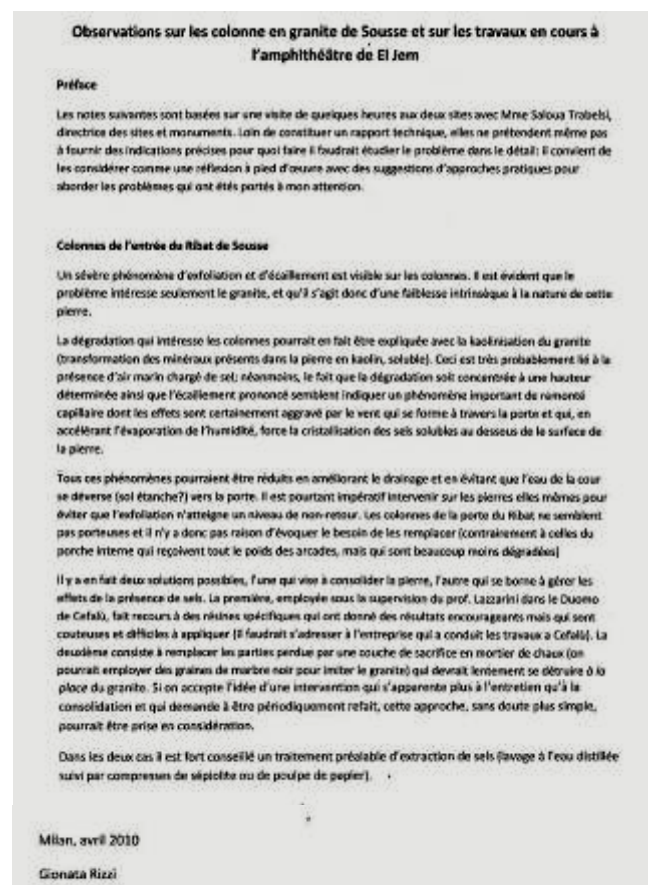 Observations sur les colonne en granite de Sousse et sur les travaux en cours à
l'amphithéâtre de El Jem
Préface
Les notes suivantes sont basées sur une visite de quelques heures aux deux sites avec Mme Saloua Trabelsi,
directrice des sites et monuments. Loin de constituer un rapport technique, elles ne prétendent même pas
à fournir des indications précises pour quoi faire il faudrait étudier le problème dans le détail: il convient de
les considérer comme une réflexion à pied d'œuvre avec des suggestions d'approches pratiques pour
aborder les problèmes qui ont étés portés à mon attention.
Colonnes de l'entrée du Ribat de Sousse
Un sévère phénomène d'exfoliation et d'écaillement est visible sur les colonnes. Il est évident que le
problème intéresse seulement le granite, et qu'il s'agit donc d'une faiblesse intrinsèque à la nature de cette
pierre.
La dégradation qui intéresse les colonnes pourrait en fait être expliquée avec la kaolinisation du granite
(transformation des minéraux présents dans la pierre en kaolin, soluble). Ceci est très probablement lié à la
présence d'air marin chargé de sel; néanmoins, le fait que la dégradation soit concentrée à une hauteur
déterminée ainsi que l'écaillement prononcé semblent indiquer un phénomène important de remonté
capillaire dont les effets sont certainement aggravé par le vent qui se forme à travers la porte et qui, en
accélérant l'évaporation de l'humidité, force la cristallisation des sels solubles au dessous de le surface de
la pierre.
Tous ces phénomènes pourraient être réduits en améliorant le drainage et en évitant que l'eau de la cour
se déverse (sol étanche?) vers la porte. Il est pourtant impératif intervenir sur les pierres elles mêmes pour
éviter que l'exfoliation n'atteigne un niveau de non-retour. Les colonnes de la porte du Ribat ne semblent
pas porteuses et il n'y a donc pas raison d'évoquer le besoin de les remplacer (contrairement à celles du
porche interne qui reçoivent tout le poids des arcades, mais qui sont beaucoup moins dégradées)
Il y a en fait deux solutions possibles, l'une qui vise à consolider la pierre, l'autre qui se borne à gérer les
effets de la présence de sels. La première, employée sous la supervision du prof. Lazzarini dans le Duomo
de Cefalù, fait recours à des résines spécifiques qui ont donné des résultats encourageants mais qui sont
couteuses et difficiles à appliquer (il faudrait s'adresser à l'entreprise qui a conduit les travaux a Cefalù). La
deuxième consiste à remplacer les parties perdue par une couche de sacrifice en mortier de chaux (on
pourrait employer des graines de marbre noir pour imiter le granite) qui devrait lentement se détruire à la
place du granite. Si on accepte l'idée d'une intervention qui s'apparente plus à l'entretien qu'à la
consolidation et qui demande à être périodiquement refait, cette approche, sans doute plus simple,
pourrait être prise en considération.
Dans les deux cas il est fort conseillé un traitement préalable d'extraction de sels (lavage à l'eau distillée
suivi par compresses de sépiolite ou de poulpe de papier).
Milan, avril 2010
Gionata Rizzi